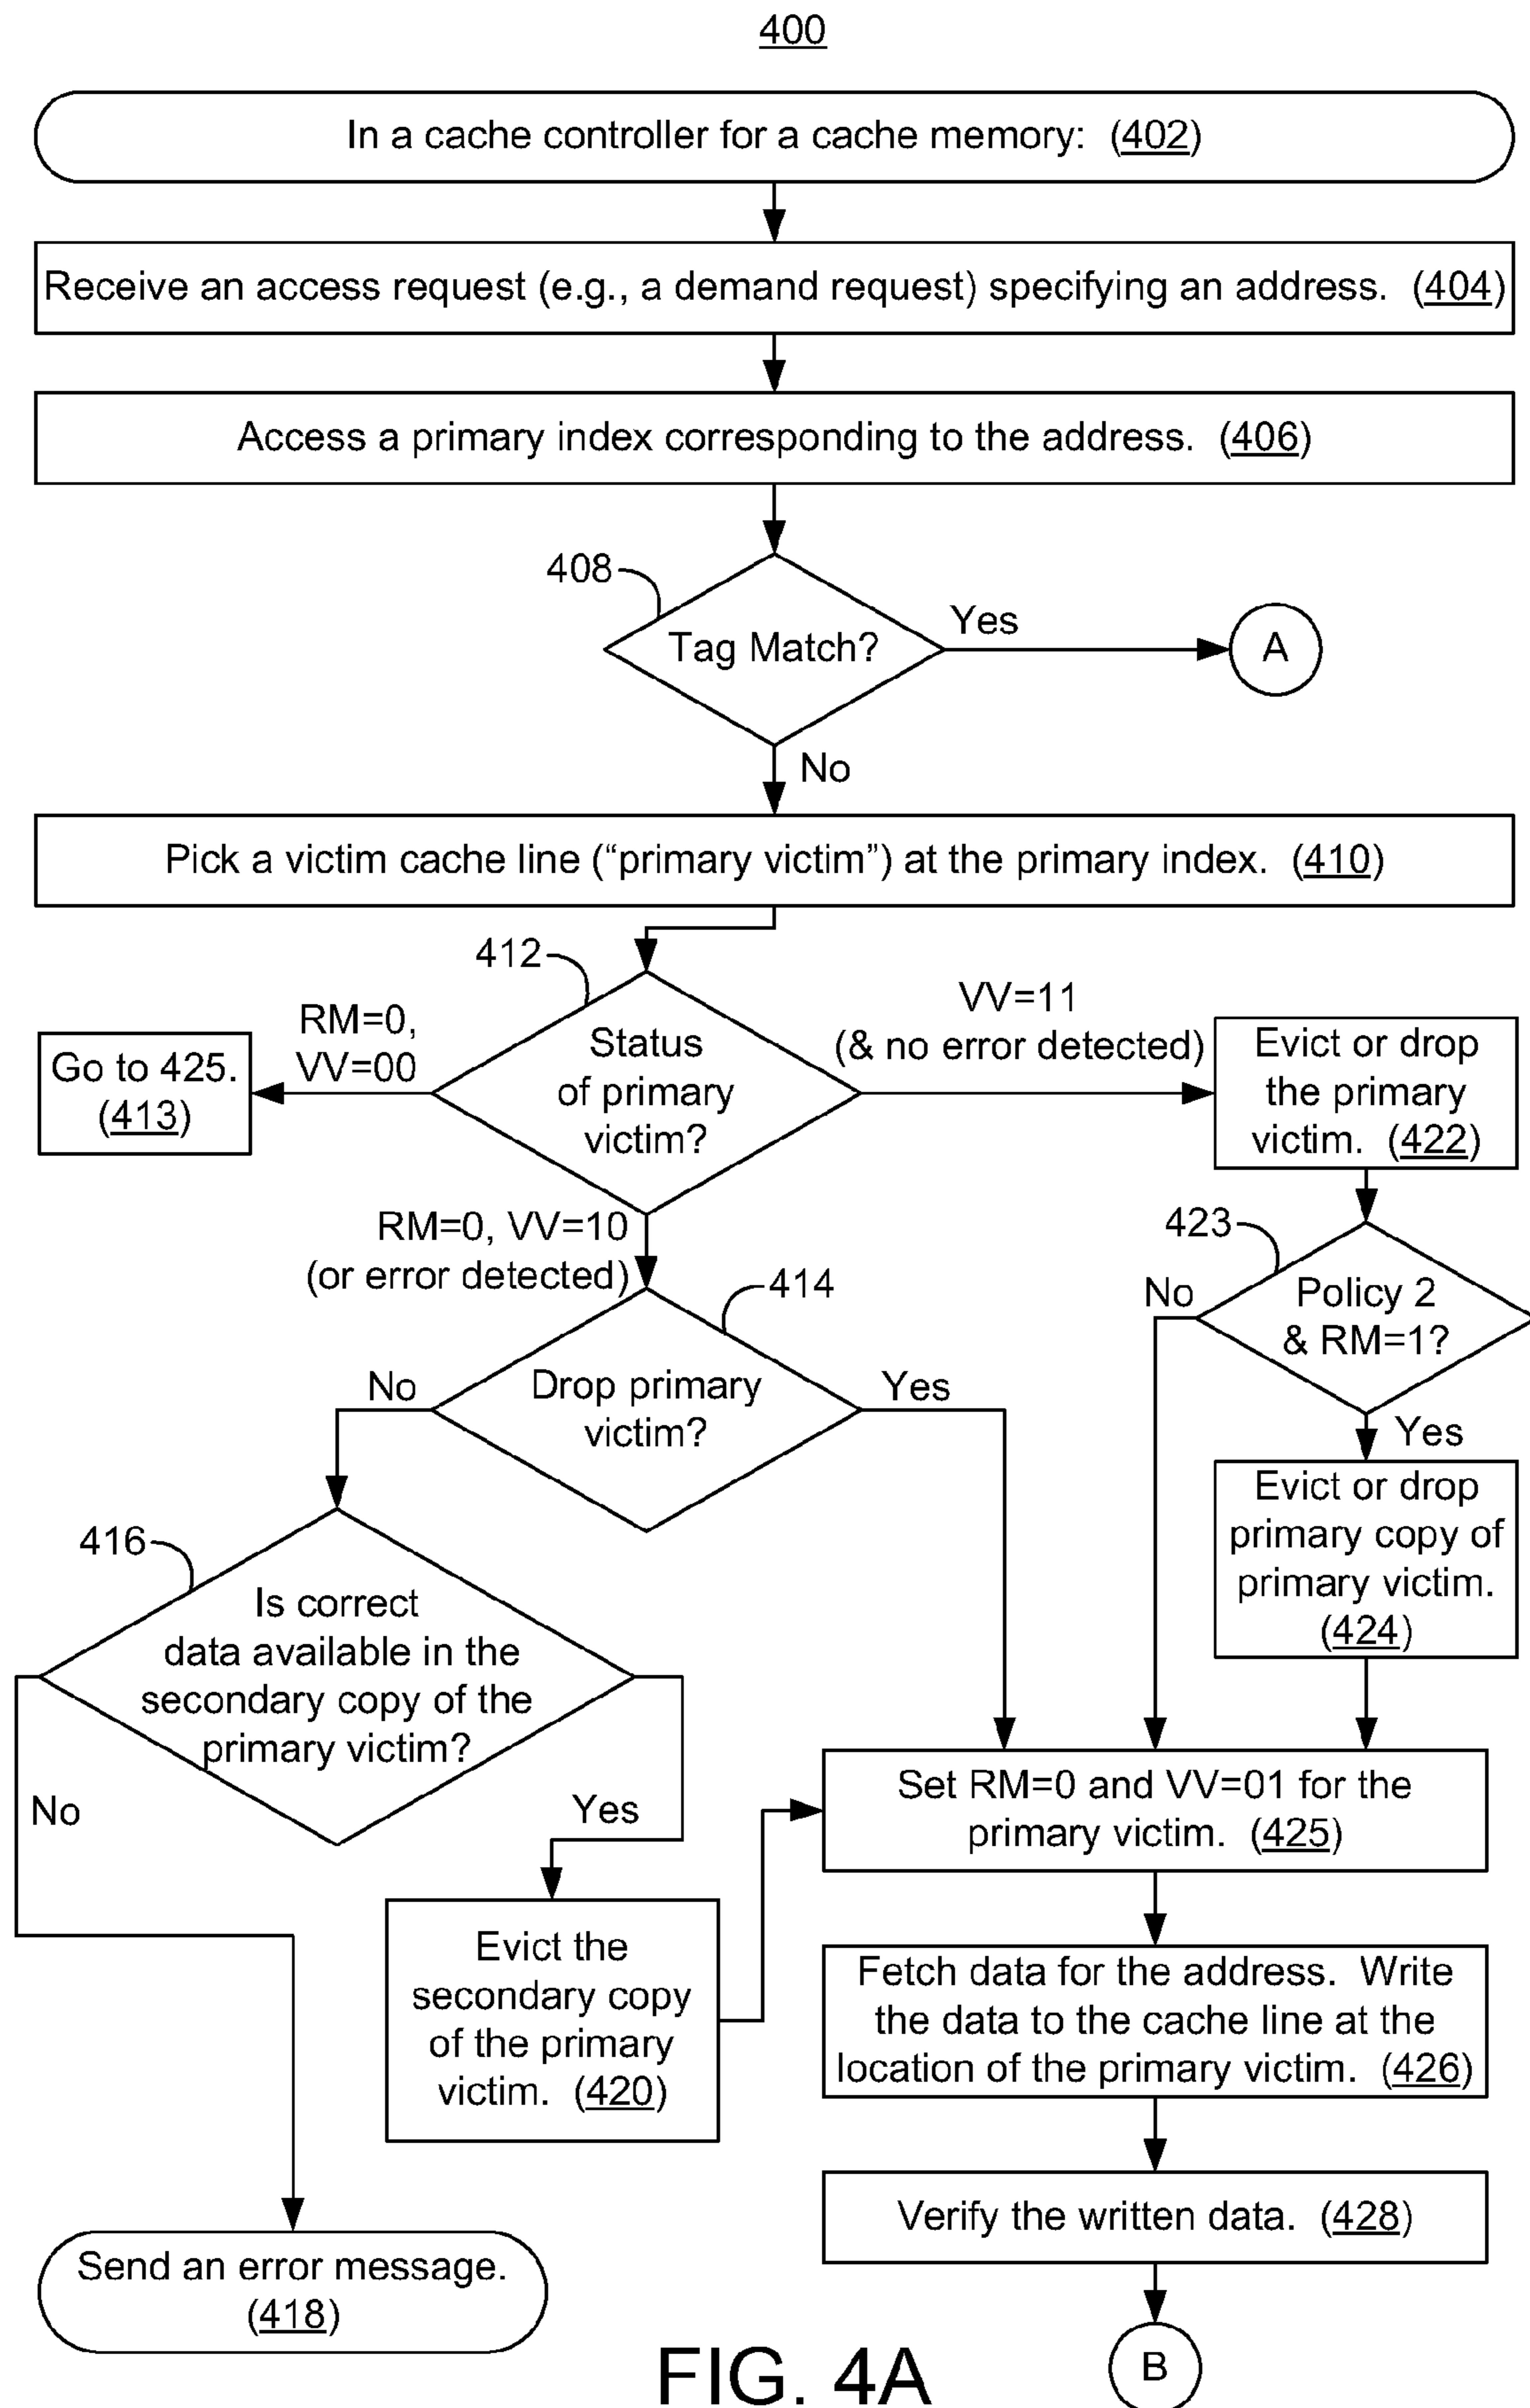 400
In a cache controller for a cache memory: (402)
Receive an access request (e.g., a demand request) specifying an address. (404)
Access a primary index corresponding to the address. (406)
408
Tag Match?
Yes
A
No
Pick a victim cache line (“primary victim”) at the primary index. (410)
412
Status
of primary
victim?
RM=0,
VV=00
Go to 425.
(413)
VV=11
(& no error detected)
Evict or drop
the primary
victim. (422)
RM=0, VV=10
(or error detected)
414
Drop primary
victim?
No
Yes
423
Policy 2
& RM=1?
No
Yes
Evict or drop
primary copy of
primary victim.
(424)
416
Is correct
data available in the
secondary copy of the
primary victim?
No
Yes
Set RM=0 and VV=01 for the
primary victim. (425)
Evict the
secondary copy
of the primary
victim. (420)
Fetch data for the address. Write
the data to the cache line at the
location of the primary victim. (426)
Verify the written data. (428)
Send an error message.
(418)
B
FIG. 4A